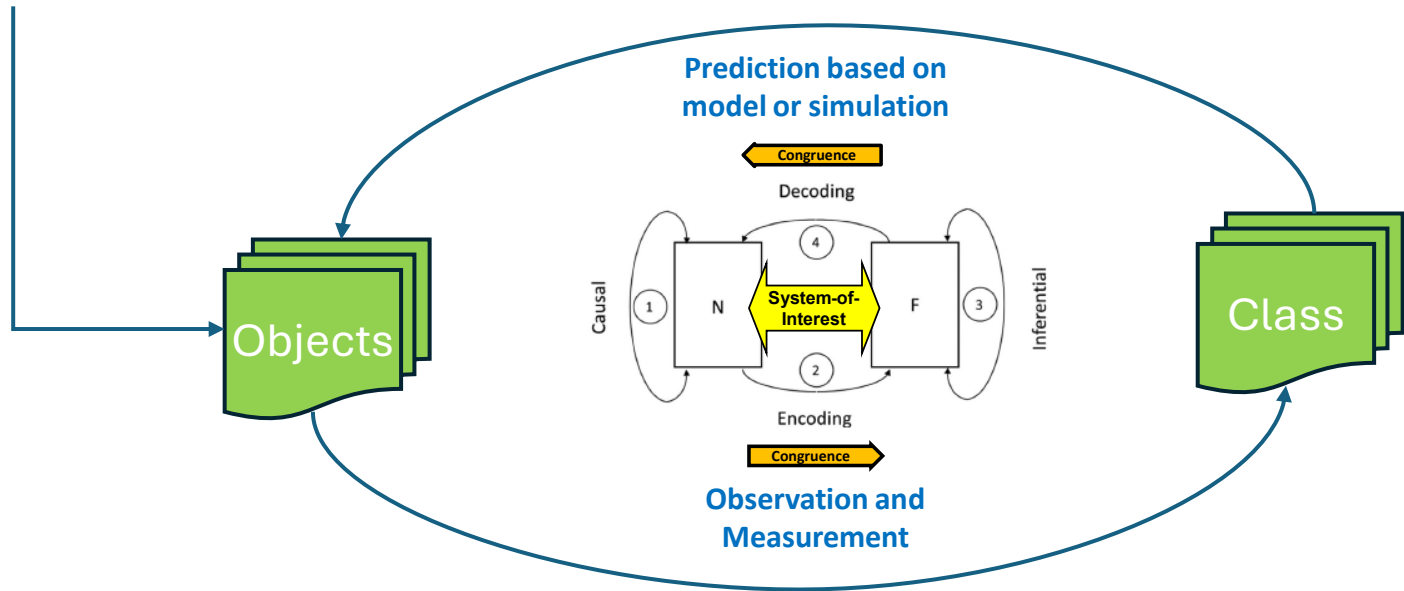 Prediction based on
model or simulation
Congruence
Decoding
4
Causal
1
N
System-of-
Interest
F
3
Inferential
2
Encoding
Congruence
Observation and
Measurement
Objects
Class